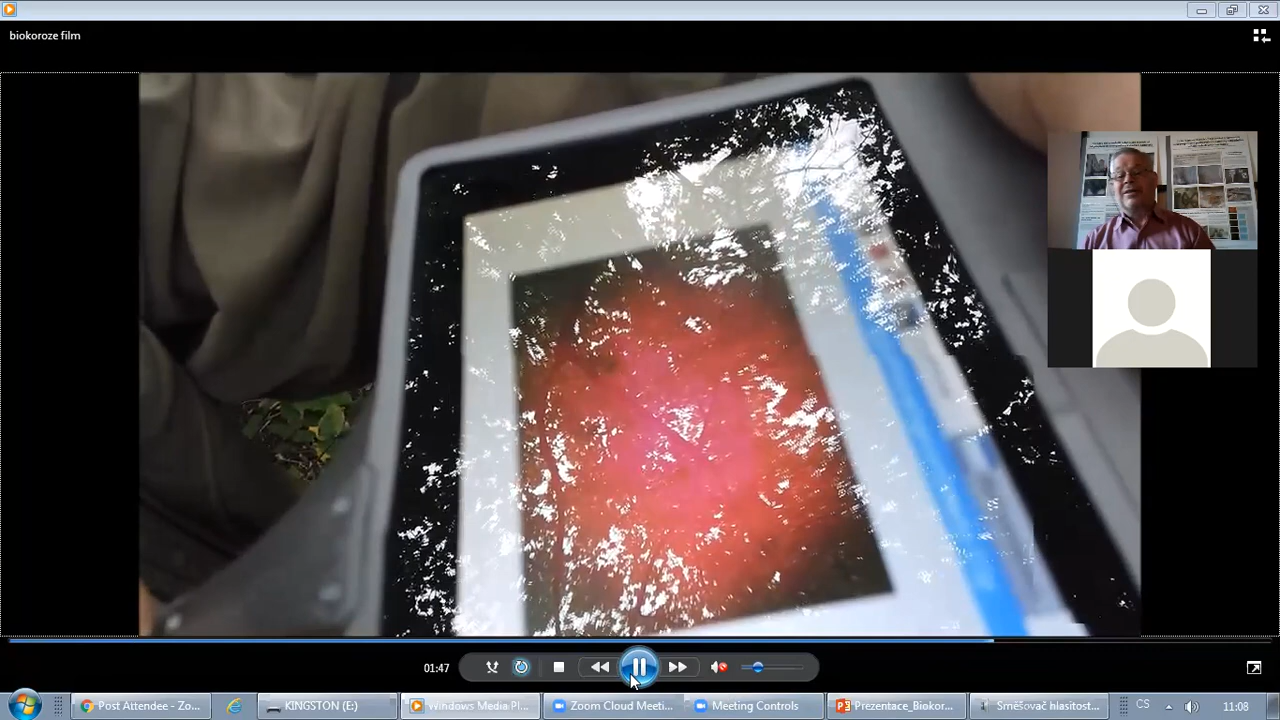 biokoroze film
01:47
Post Attendee - Zo...
KINGSTON (E:)
Windows Media Pl...
Zoom Cloud Meeti...
Meeting Controls
Prezentace_Biokor...
Směšovač hlasitost...
CS
11:08